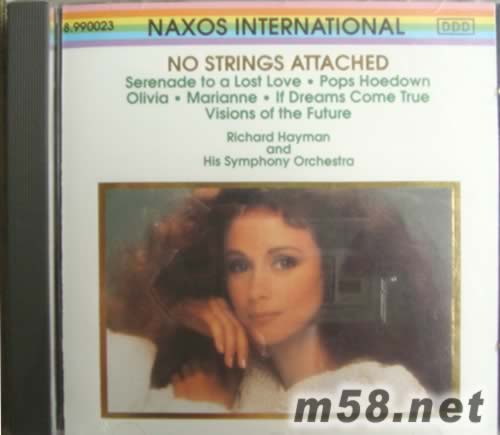 8.990023 NAXOS INTERNATIONAL DDD
NO STRINGS ATTACHED
Serenade to a Lost Love • Pops Hoedown
Olivia • Marianne • If Dreams Come True
Visions of the Future
Richard Hayman
and
His Symphony Orchestra
m58.net